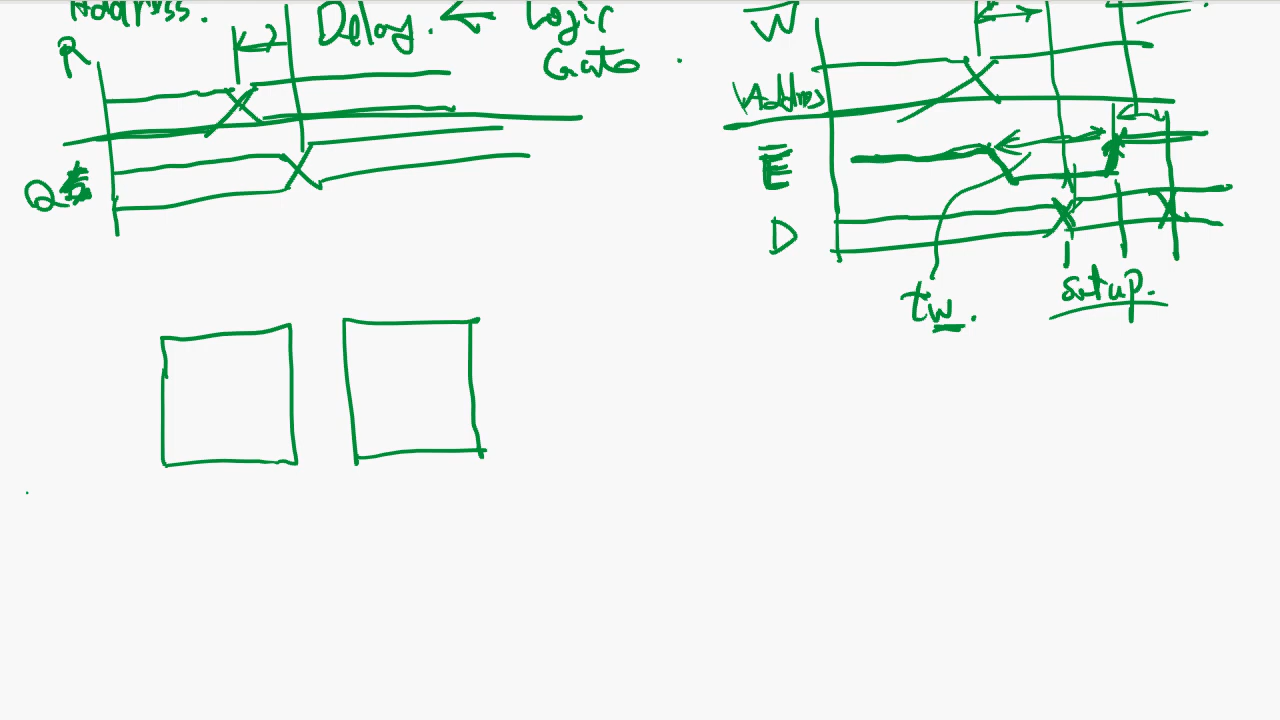 Address.
Delay. ← Logic
Gate
R
Q
W
Address
E
D
tw.
setup.